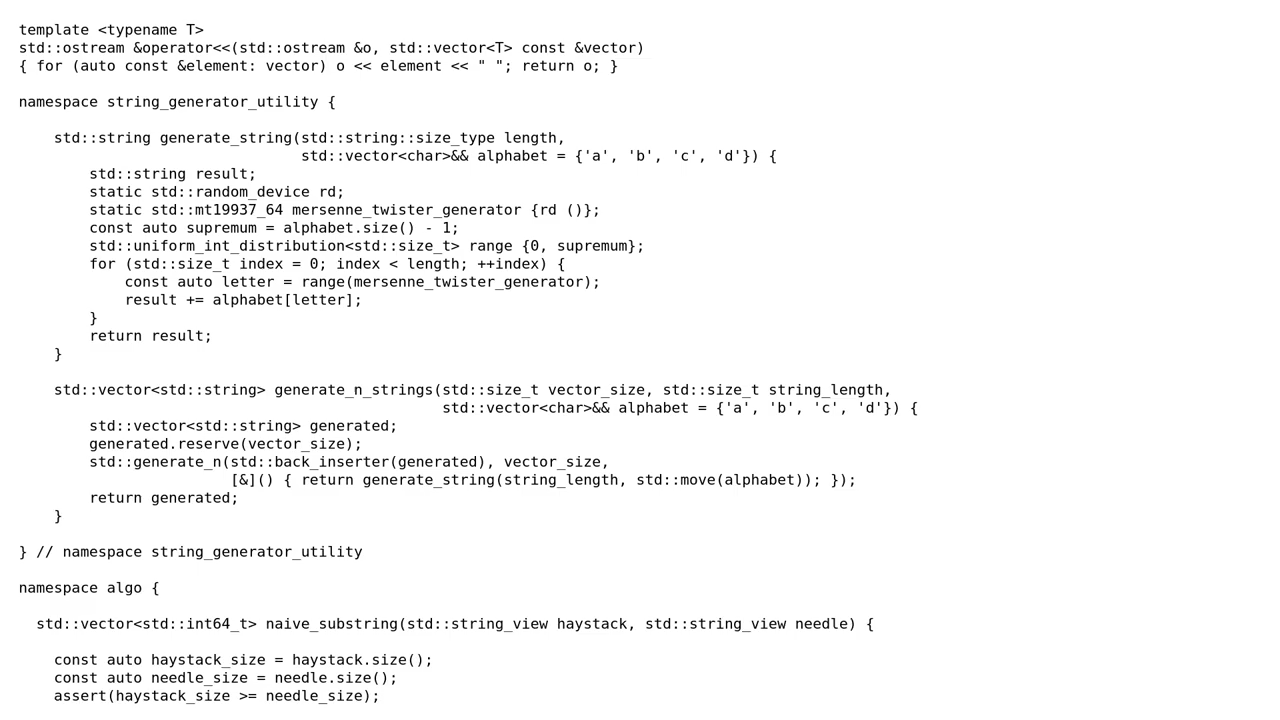 template <typename T>
std::ostream &operator<<(std::ostream &o, std::vector<T> const &vector)
{ for (auto const &element: vector) o << element << " "; return o; }

namespace string_generator_utility {

    std::string generate_string(std::string::size_type length,
                                std::vector<char>&& alphabet = {'a', 'b', 'c', 'd'}) {
        std::string result;
        static std::random_device rd;
        static std::mt19937_64 mersenne_twister_generator {rd ()};
        const auto supremum = alphabet.size() - 1;
        std::uniform_int_distribution<std::size_t> range {0, supremum};
        for (std::size_t index = 0; index < length; ++index) {
            const auto letter = range(mersenne_twister_generator);
            result += alphabet[letter];
        }
        return result;
    }

    std::vector<std::string> generate_n_strings(std::size_t vector_size, std::size_t string_length,
                                                std::vector<char>&& alphabet = {'a', 'b', 'c', 'd'}) {
        std::vector<std::string> generated;
        generated.reserve(vector_size);
        std::generate_n(std::back_inserter(generated), vector_size,
                        [&]() { return generate_string(string_length, std::move(alphabet)); });
        return generated;
    }

} // namespace string_generator_utility

namespace algo {

  std::vector<std::int64_t> naive_substring(std::string_view haystack, std::string_view needle) {

    const auto haystack_size = haystack.size();
    const auto needle_size = needle.size();
    assert(haystack_size >= needle_size);